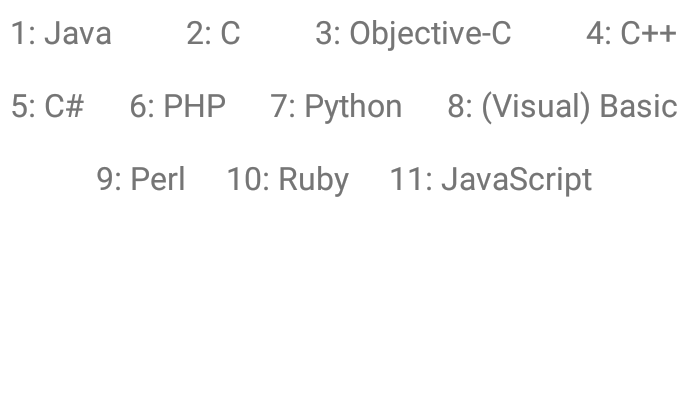 1: Java 2: C 3: Objective-C 4: C++
5: C# 6: PHP 7: Python 8: (Visual) Basic
9: Perl 10: Ruby 11: JavaScript